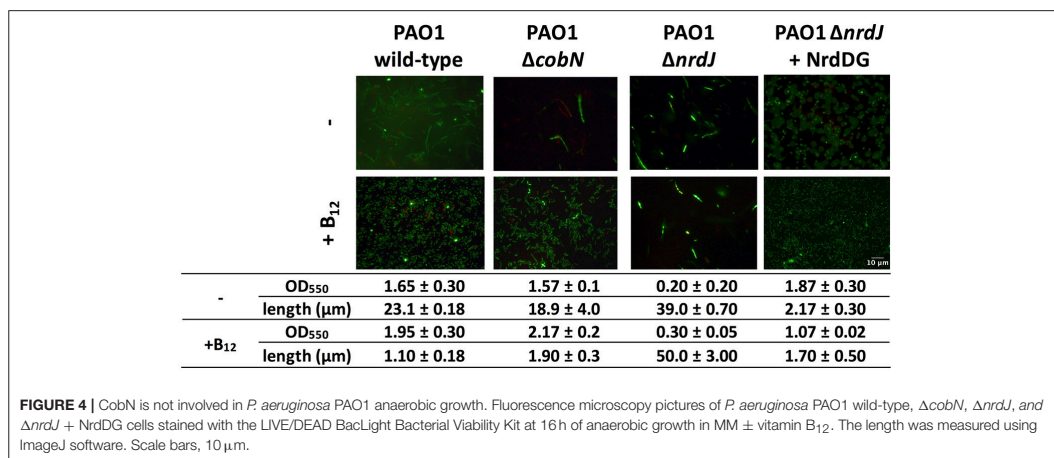 PAO1 wild-type
PAO1 ΔcobN
PAO1 ΔnrdJ
PAO1 ΔnrdJ + NrdDG
-
+ B12
10 μm
- OD550 1.65 ± 0.30 1.57 ± 0.1 0.20 ± 0.20 1.87 ± 0.30
length (μm) 23.1 ± 0.18 18.9 ± 4.0 39.0 ± 0.70 2.17 ± 0.30
+B12 OD550 1.95 ± 0.30 2.17 ± 0.2 0.30 ± 0.05 1.07 ± 0.02
length (μm) 1.10 ± 0.18 1.90 ± 0.3 50.0 ± 3.00 1.70 ± 0.50
FIGURE 4 | CobN is not involved in P. aeruginosa PAO1 anaerobic growth. Fluorescence microscopy pictures of P. aeruginosa PAO1 wild-type, ΔcobN, ΔnrdJ, and
ΔnrdJ + NrdDG cells stained with the LIVE/DEAD BacLight Bacterial Viability Kit at 16 h of anaerobic growth in MM ± vitamin B12. The length was measured using
ImageJ software. Scale bars, 10 μm.